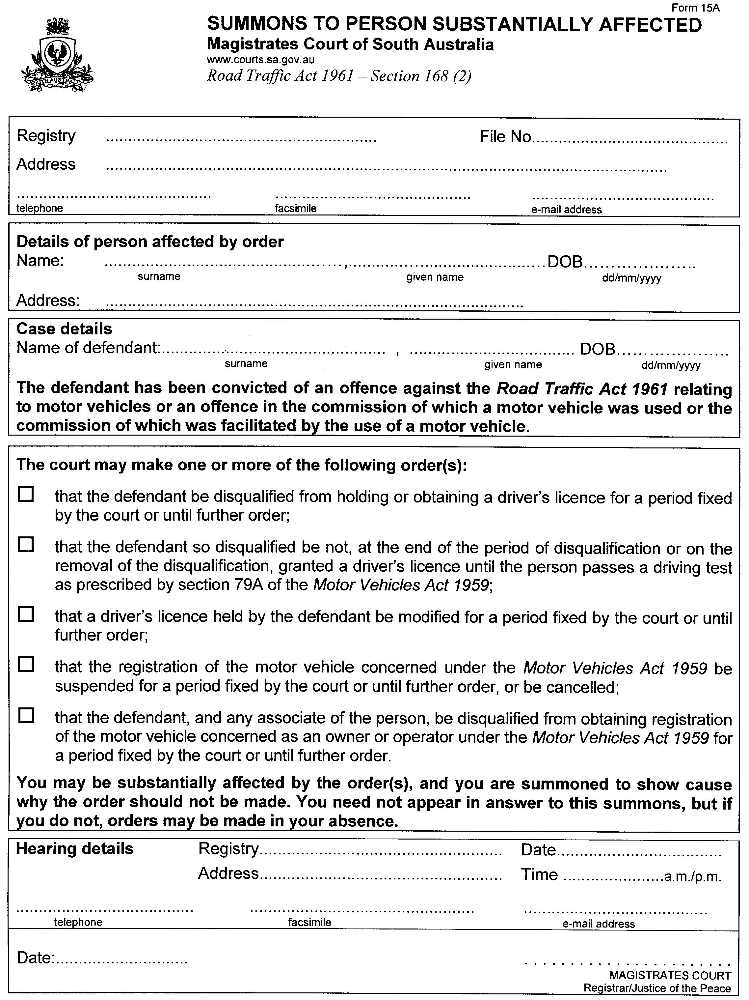 Form 15A
SUMMONS TO PERSON SUBSTANTIALLY AFFECTED
Magistrates Court of South Australia
www.courts.sa.gov.au
Road Traffic Act 1961 – Section 168 (2)
SOUTH AUSTRALIA
Registry .......................................................... File No............................................
Address ..........................................................................................................................
telephone facsimile e-mail address
Details of person affected by order
Name: ....................................................,...........................................DOB.....................
surname given name dd/mm/yyyy
Address: ...........................................................................................
Case details
Name of defendant:................................................. , .................................... DOB.....................
surname given name dd/mm/yyyy
The defendant has been convicted of an offence against the Road Traffic Act 1961 relating
to motor vehicles or an offence in the commission of which a motor vehicle was used or the
commission of which was facilitated by the use of a motor vehicle.
The court may make one or more of the following order(s):
☐ that the defendant be disqualified from holding or obtaining a driver's licence for a period fixed
by the court or until further order;
☐ that the defendant so disqualified be not, at the end of the period of disqualification or on the
removal of the disqualification, granted a driver's licence until the person passes a driving test
as prescribed by section 79A of the Motor Vehicles Act 1959;
☐ that a driver's licence held by the defendant be modified for a period fixed by the court or until
further order;
☐ that the registration of the motor vehicle concerned under the Motor Vehicles Act 1959 be
suspended for a period fixed by the court or until further order, or be cancelled;
☐ that the defendant, and any associate of the person, be disqualified from obtaining registration
of the motor vehicle concerned as an owner or operator under the Motor Vehicles Act 1959 for
a period fixed by the court or until further order.
You may be substantially affected by the order(s), and you are summoned to show cause
why the order should not be made. You need not appear in answer to this summons, but if
you do not, orders may be made in your absence.
Hearing details Registry..................................................... Date....................................
Address..................................................... Time ......................a.m./p.m.
telephone facsimile e-mail address
Date:.............................
MAGISTRATES COURT
Registrar/Justice of the Peace